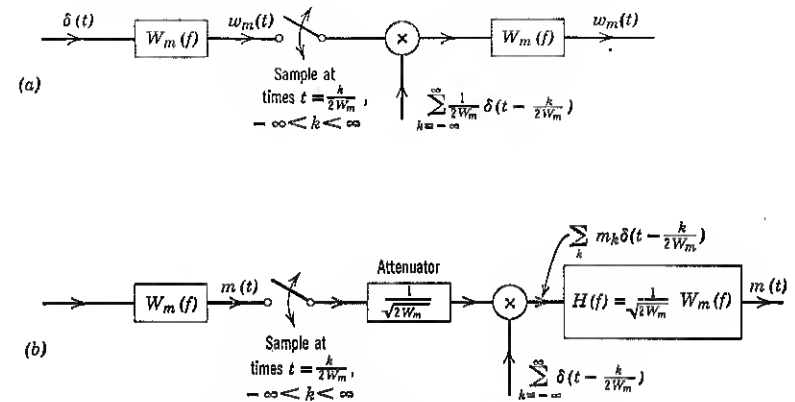 δ(t) W_m(f) w_m(t) × W_m(f) w_m(t)
(a)
Sample at
times t = k/2W_m,
− ∞ < k < ∞
∑_{k=−∞}^{∞} 1/2W_m δ(t − k/2W_m)
∑_k m_k δ(t − k/2W_m)
Attenuator
W_m(f) m(t) 1/√2W_m × H(f) = 1/√2W_m W_m(f) m(t)
(b)
Sample at
times t = k/2W_m,
− ∞ < k < ∞
∑_{k=−∞}^{∞} δ(t − k/2W_m)